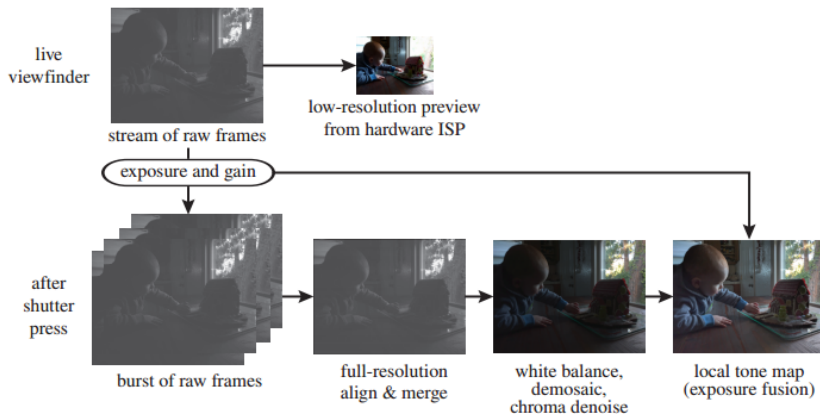 live
viewfinder
stream of raw frames
low-resolution preview
from hardware ISP
exposure and gain
after
shutter
press
burst of raw frames
full-resolution
align & merge
white balance,
demosaic,
chroma denoise
local tone map
(exposure fusion)